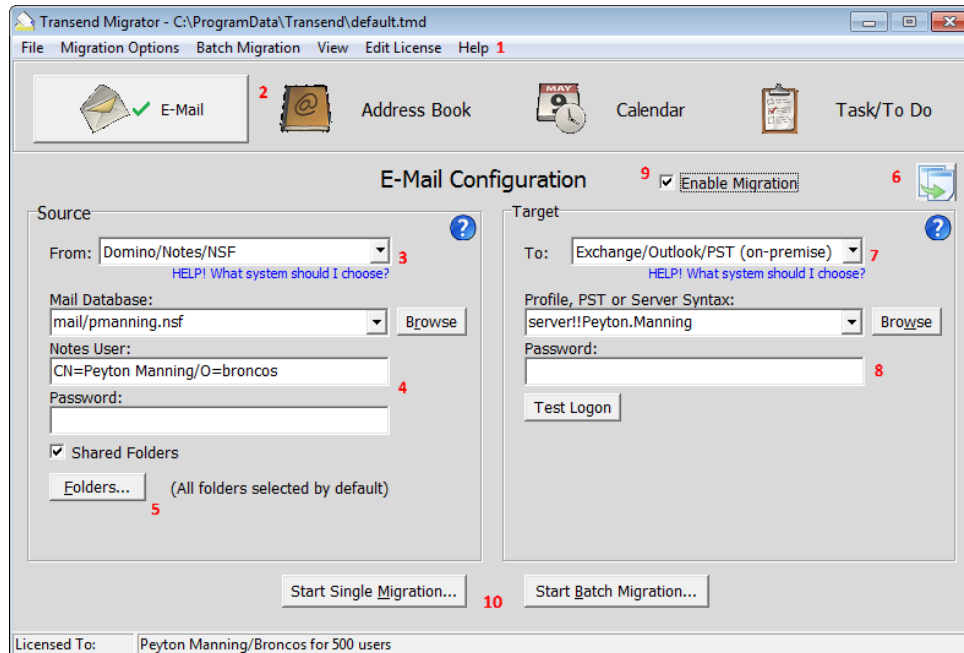 Transend Migrator - C:\ProgramData\Transend\default.tmd
File Migration Options Batch Migration View Edit License Help 1
E-Mail 2 Address Book MAY 9 Calendar Task/To Do
E-Mail Configuration 9 Enable Migration 6
Source
From: Domino/Notes/NSF 3
HELP! What system should I choose?
Mail Database:
mail/pmanning.nsf Browse
Notes User:
CN=Peyton Manning/O=broncos
4
Password:
Shared Folders
Folders... (All folders selected by default)
5
Target
To: Exchange/Outlook/PST (on-premise) 7
HELP! What system should I choose?
Profile, PST or Server Syntax:
server!!Peyton.Manning Browse
Password:
8
Test Logon
Start Single Migration... 10 Start Batch Migration...
Licensed To: Peyton Manning/Broncos for 500 users